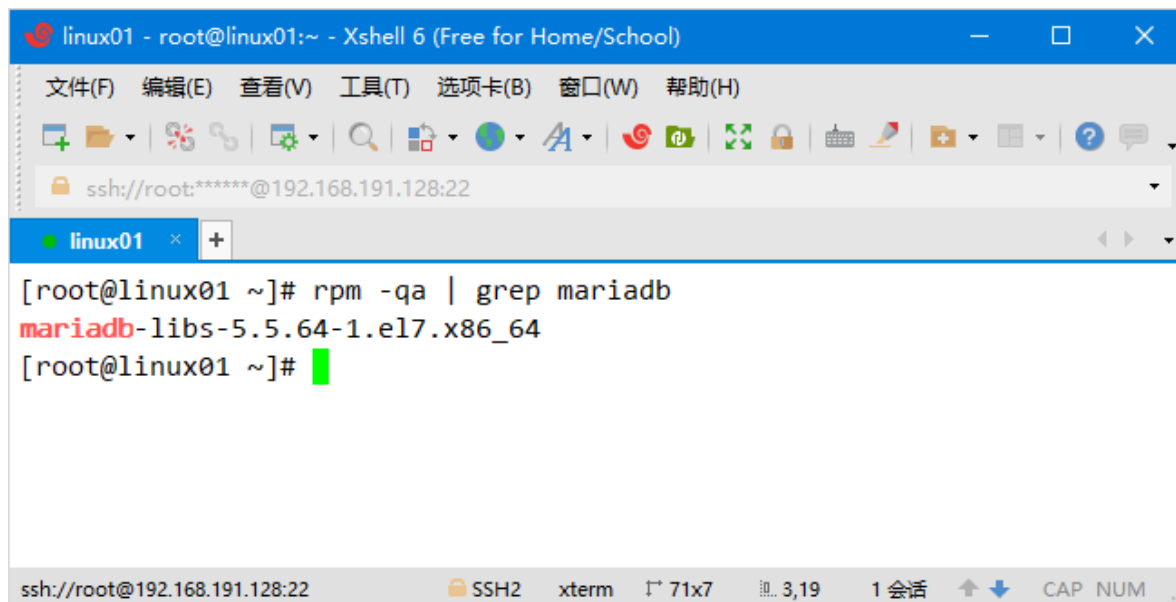 linux01 - root@linux01:~ - Xshell 6 (Free for Home/School)
文件(F) 编辑(E) 查看(V) 工具(T) 选项卡(B) 窗口(W) 帮助(H)
ssh://root:******@192.168.191.128:22
linux01 × +
[root@linux01 ~]# rpm -qa | grep mariadb
mariadb-libs-5.5.64-1.el7.x86_64
[root@linux01 ~]#
ssh://root@192.168.191.128:22 SSH2 xterm 71x7 3,19 1 会话 CAP NUM